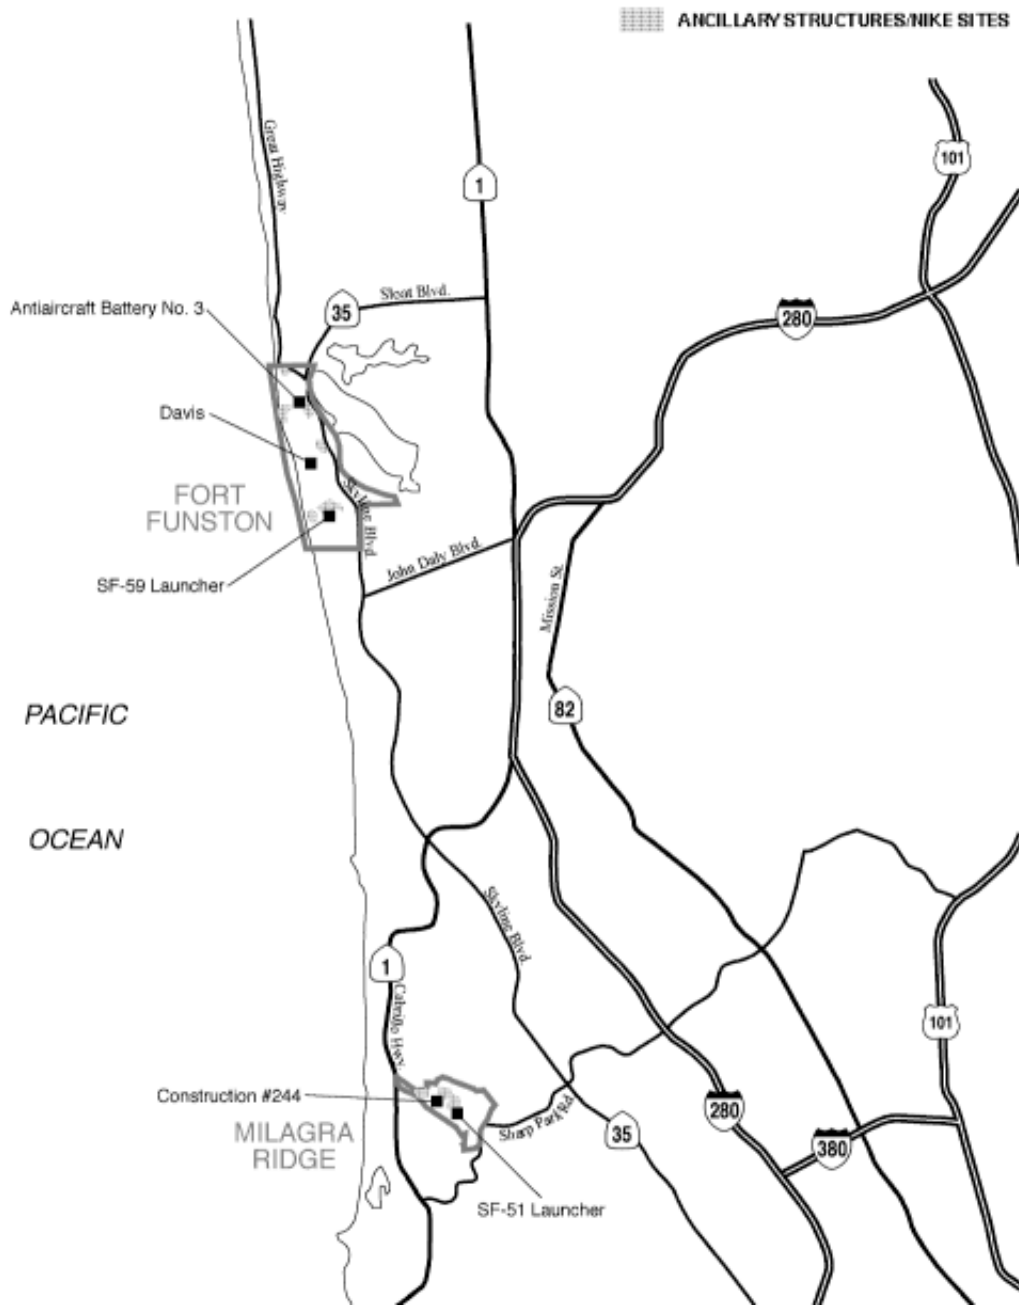 ANCILLARY STRUCTURES/NIKE SITES
Great Highway
1
101
Antiaircraft Battery No. 3
35
Sloat Blvd.
280
Davis
FORT
FUNSTON
Skyline Blvd.
SF-59 Launcher
John Daly Blvd.
Mission St.
PACIFIC
82
OCEAN
Skyline Blvd.
1
Cabrillo Hwy.
101
Construction #244
280
MILAGRA
RIDGE
Sharp Park Rd.
35
380
SF-51 Launcher